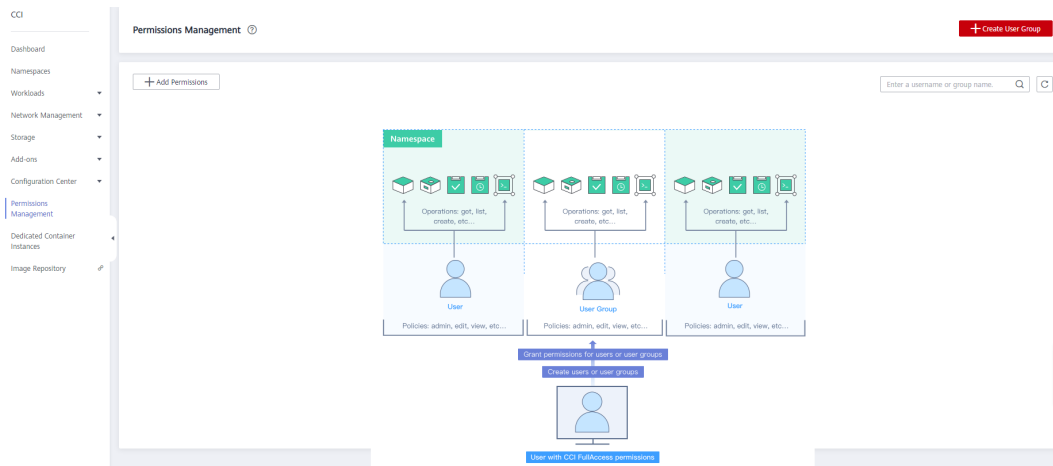 CCI
Dashboard
Namespaces
Workloads
Network Management
Storage
Add-ons
Configuration Center
Permissions
Management
Dedicated Container
Instances
Image Repository
Permissions Management
Create User Group
Add Permissions
Enter a username or group name.
Namespace
Operations: get, list,
create, etc...
Operations: get, list,
create, etc...
Operations: get, list,
create, etc...
User
User Group
User
Policies: admin, edit, view, etc...
Policies: admin, edit, view, etc...
Policies: admin, edit, view, etc...
Grant permissions for users or user groups
Create users or user groups
User with CCI FullAccess permissions